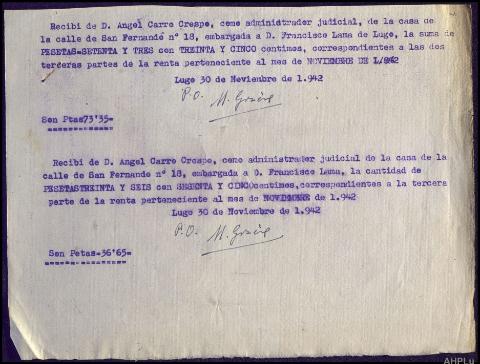 Recibi de D. Angel Carro Crespo, como administrador judicial, de la casa de
la calle de San Fernando nº 18, embargada a D. Francisco Lama de Lugo, la suma de
PESETAS-SETENTA Y TRES con TREINTA Y CINCO centimos, correspondientes a las dos
terceras partes de la renta perteneciente al mes de NOVIEMBRE DE 1.942
Lugo 30 de Noviembre de 1.942
P.O.
Son Ptas73'35=
Recibi de D. Angel Carro Crespo, como administrador judicial de la casa de la
calle de San Fernando nº 18, embargada a D. Francisco Lama, la cantidad de
PESETASTREINTA Y SEIS con SESENTA Y CINCOcentimos,correspondientes a la tercera
parte de la renta perteneciente al mes de NOVIEMBRE de 1.942
Lugo 30 de Noviembre de 1.942
P.O.
Son Petas-36'65=
AHPLu